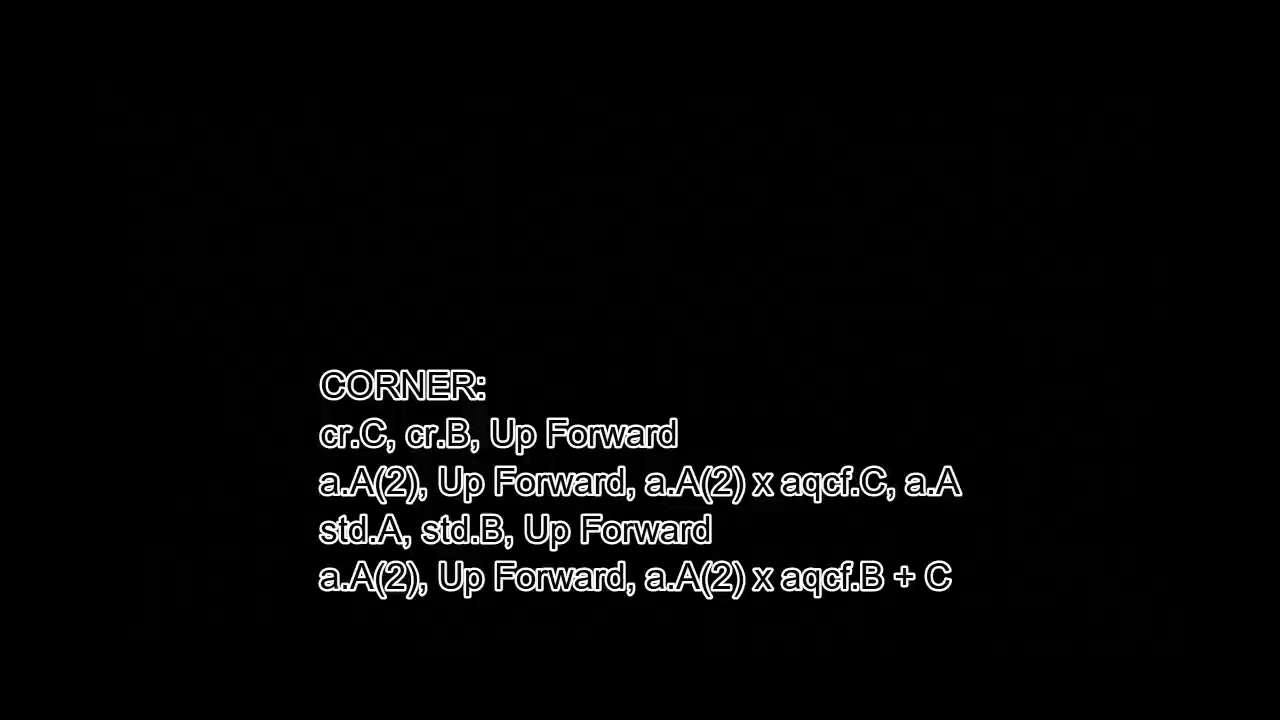 CORNER:
cr.C, cr.B, Up Forward
a.A(2), Up Forward, a.A(2) x aqcf.C, a.A
std.A, std.B, Up Forward
a.A(2), Up Forward, a.A(2) x aqcf.B + C